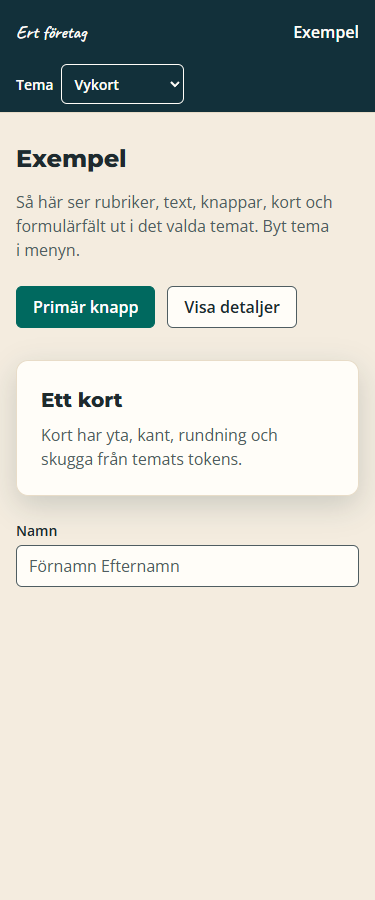 Ert företag
Exempel
Tema
Vykort
Exempel
Så här ser rubriker, text, knappar, kort och
formulärfält ut i det valda temat. Byt tema
i menyn.
Primär knapp
Visa detaljer
Ett kort
Kort har yta, kant, rundning och
skugga från temats tokens.
Namn
Förnamn Efternamn